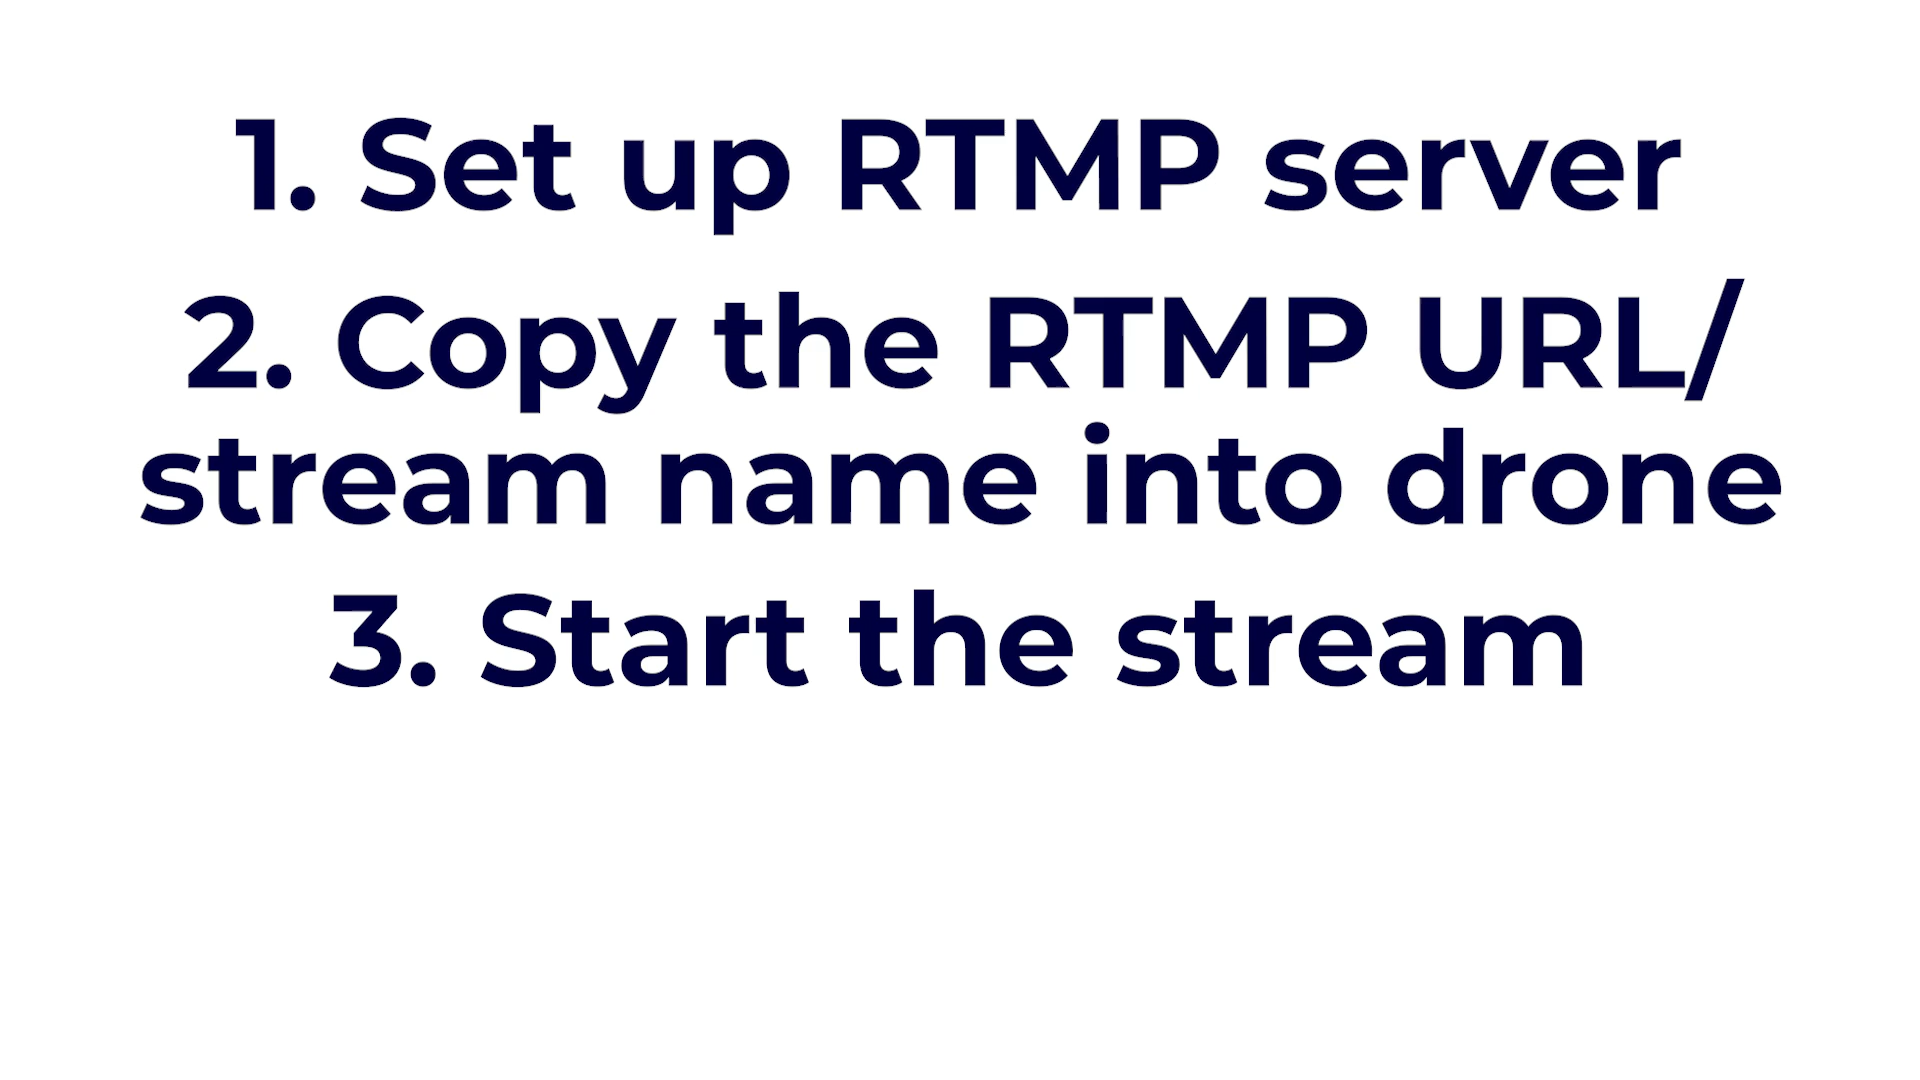 1. Set up RTMP server
2. Copy the RTMP URL/
stream name into drone
3. Start the stream